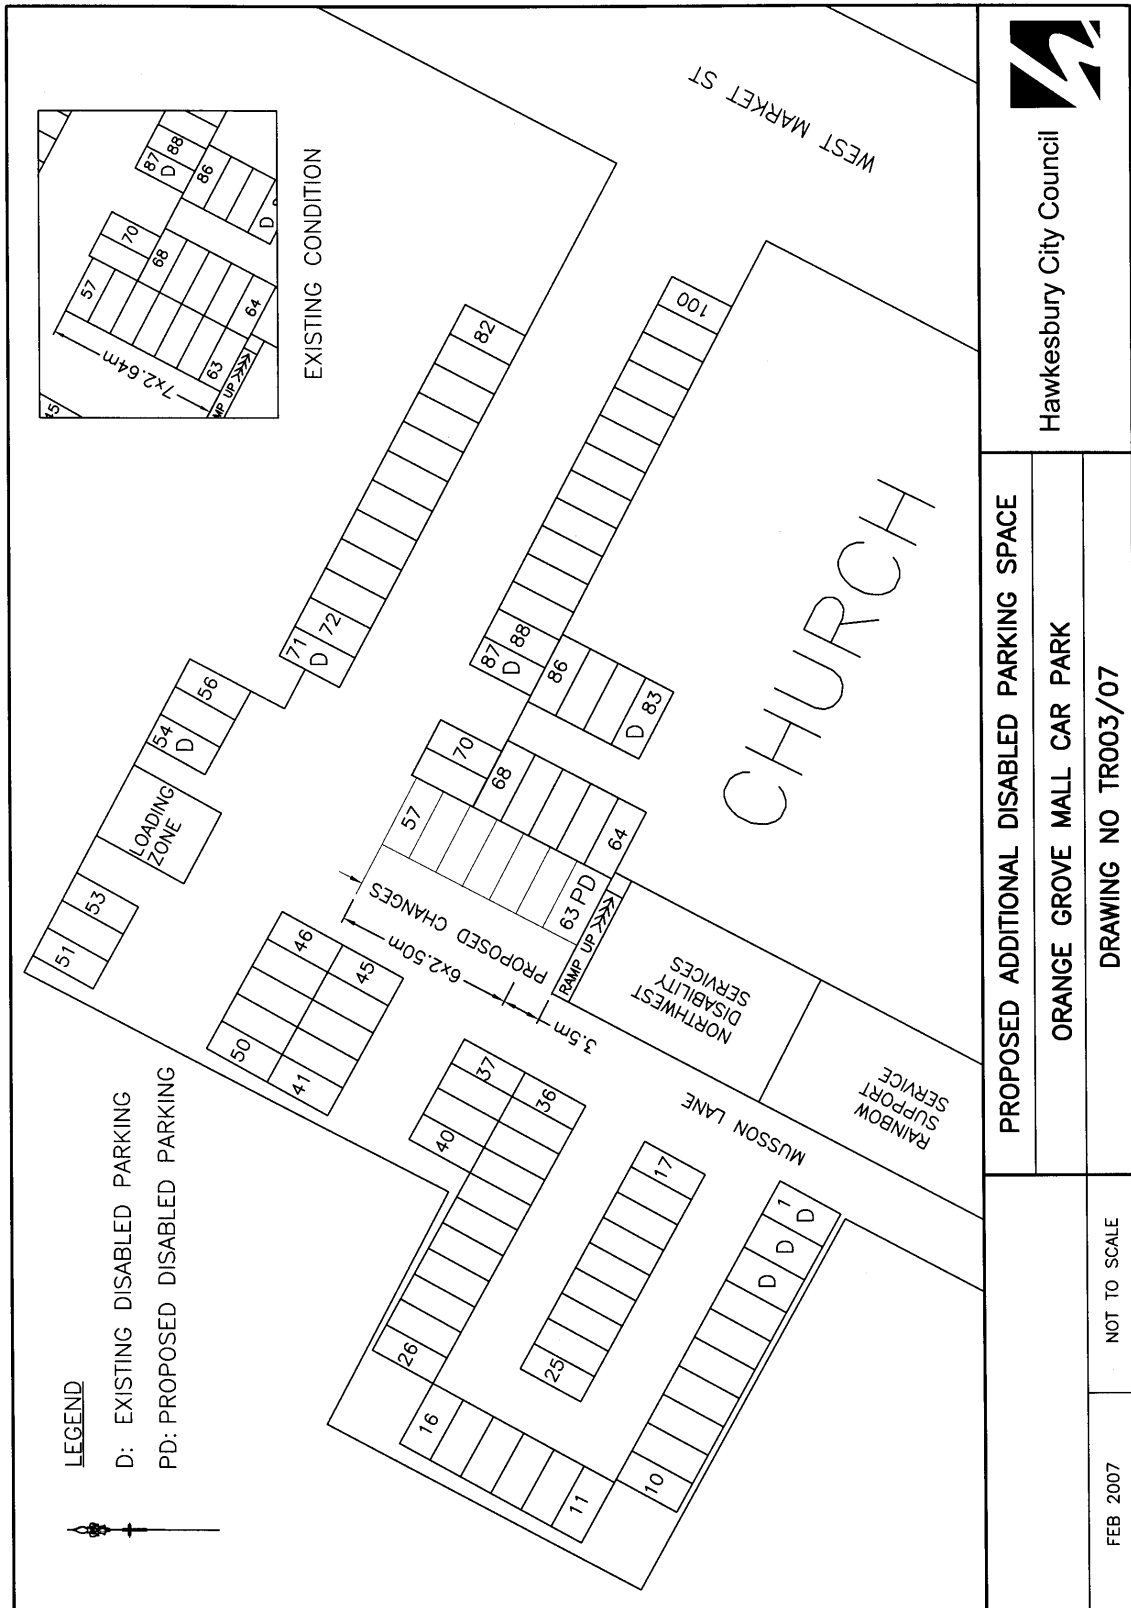 LEGEND
D: EXISTING DISABLED PARKING
PD: PROPOSED DISABLED PARKING
51
53
LOADING
ZONE
54
D
56
71
D
72
82
50
46
41
45
PROPOSED CHANGES
6x2.50m
3.5m
57
63 PD
RAMP UP
70
68
64
87
D
88
100
86
D 83
40
37
26
36
16
11
25
17
10
D
D
D
1
MUSSON LANE
NORTHWEST
DISABILITY
SERVICES
RAINBOW
SUPPORT
SERVICE
CHURCH
WEST MARKET ST
45
7x2.64m
57
63
MP UP
70
68
64
87
D
88
86
D
EXISTING CONDITION
FEB 2007
NOT TO SCALE
PROPOSED ADDITIONAL DISABLED PARKING SPACE
ORANGE GROVE MALL CAR PARK
DRAWING NO TR003/07
Hawkesbury City Council